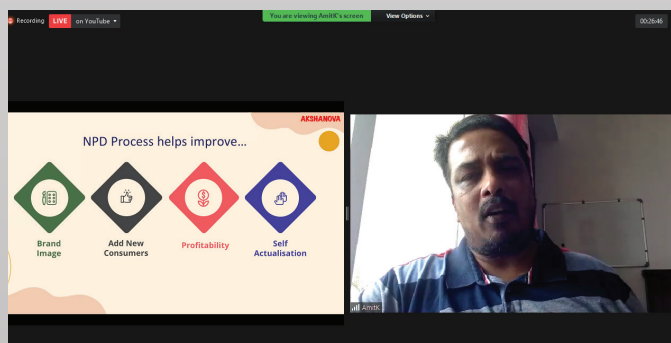 Recording LIVE on YouTube
You are viewing AmitK's screen View Options
00:26:46
AKSHANOVA
NPD Process helps improve...
Brand
Image
Add New
Consumers
Profitability
Self
Actualisation
AmitK